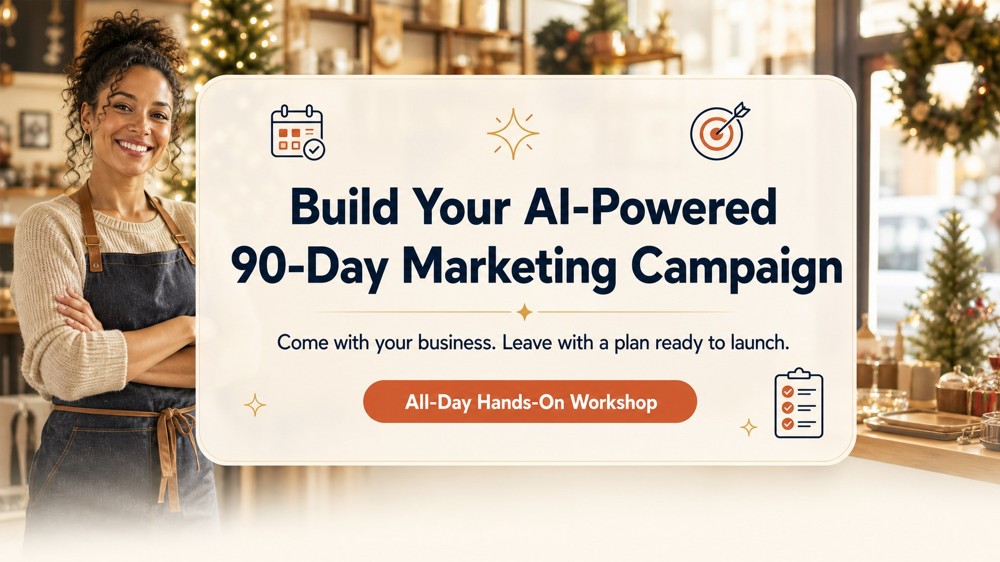 Build Your AI-Powered
90-Day Marketing Campaign
Come with your business. Leave with a plan ready to launch.
All-Day Hands-On Workshop